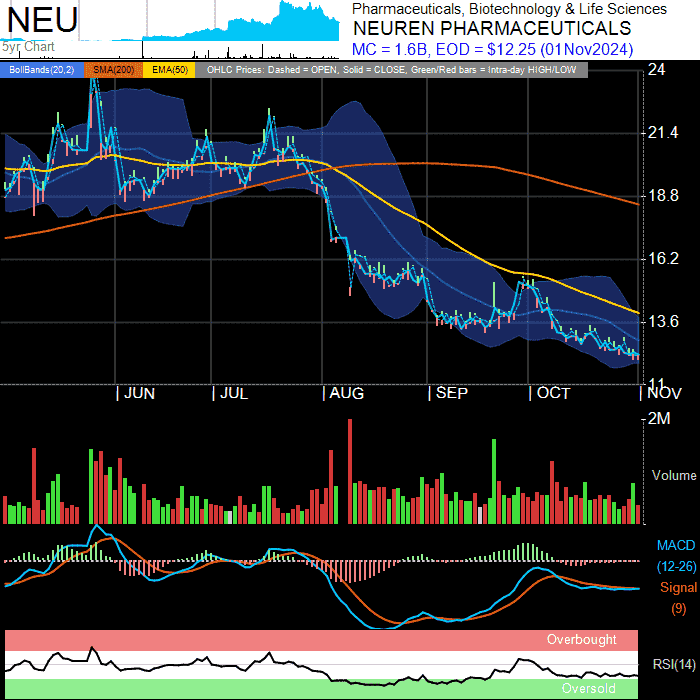 NEU
5yr Chart
Pharmaceuticals, Biotechnology & Life Sciences
NEUREN PHARMACEUTICALS
MC = 1.6B, EOD = $12.25 (01Nov2024)
BollBands(20,2) SMA(200) EMA(50) OHLC Prices: Dashed = OPEN, Solid = CLOSE, Green/Red bars = Intra-day HIGH/LOW
24
21.4
18.8
16.2
13.6
11
JUN JUL AUG SEP OCT NOV
2M
Volume
MACD
(12-26)
Signal
(9)
Overbought
RSI(14)
Oversold